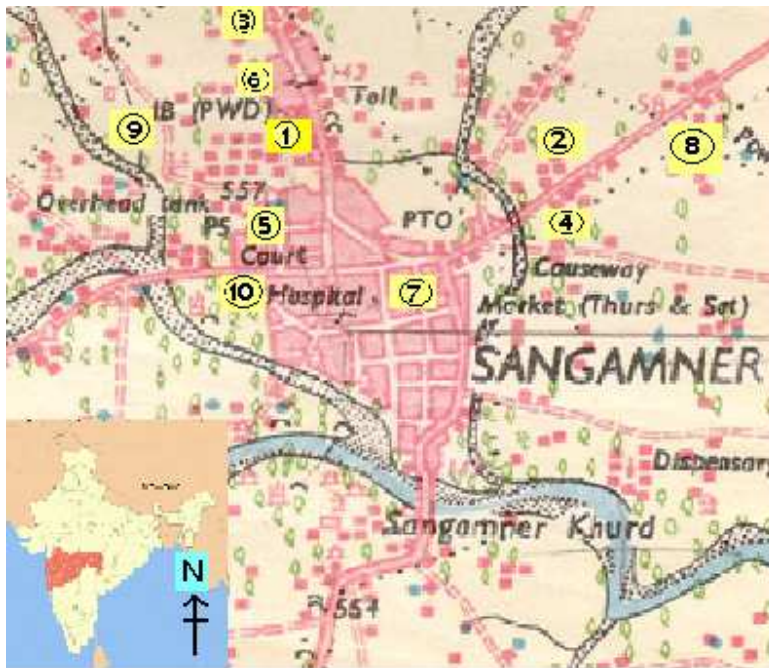 3
6
Toll
9
IB (PWD)
1
2
8
557
Overhead tank
PS
5
PTO
4
Court
Causeway
10
Hospital
7
Market (Thurs & Sat)
SANGAMNER
Dispensary
N
Sangamner Khurd
554